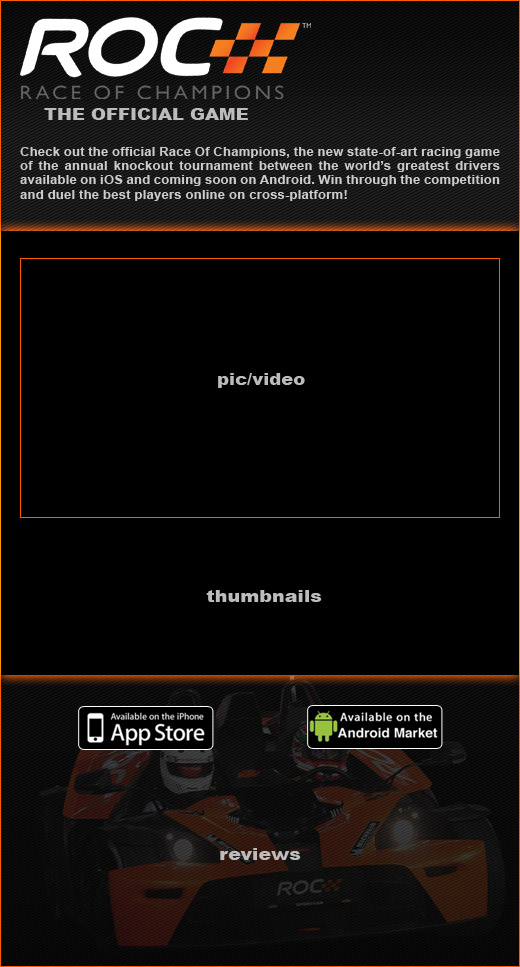 ROC™
RACE OF CHAMPIONS
THE OFFICIAL GAME
Check out the official Race Of Champions, the new state-of-art racing game
of the annual knockout tournament between the world's greatest drivers
available on iOS and coming soon on Android. Win through the competition
and duel the best players online on cross-platform!
pic/video
thumbnails
Available on the iPhone
App Store
Available on the
Android Market
reviews
ROC